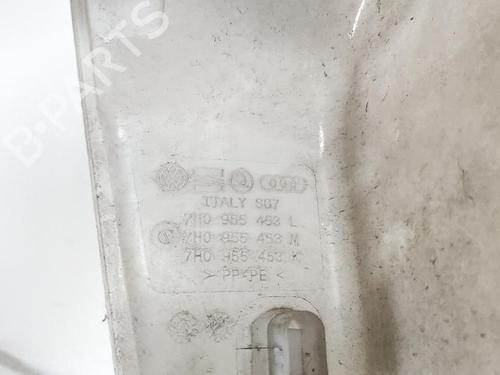 B-PARTS
ITALY SG7
7H0 955 453 L
7H0 955 453 M
7H0 955 453 K
> PP-PE <